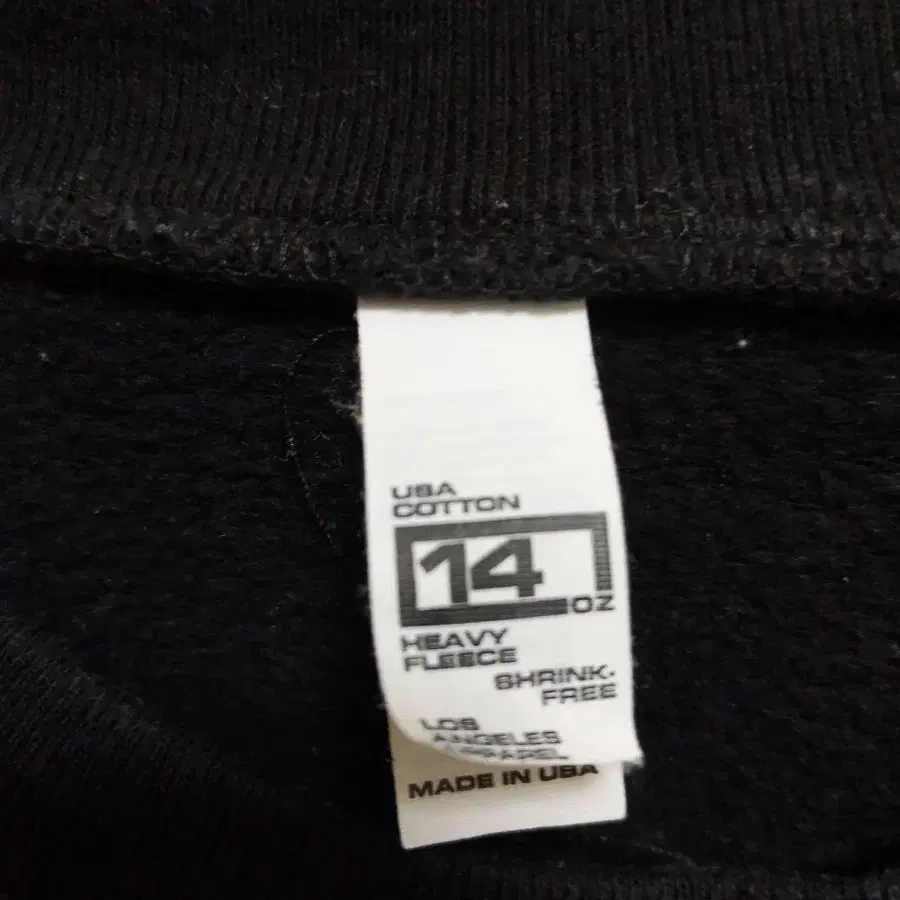 USA
COTTON
14
OZ
HEAVY
FLEECE
SHRINK-
FREE
LOS
ANGELES
APPAREL
MADE IN USA